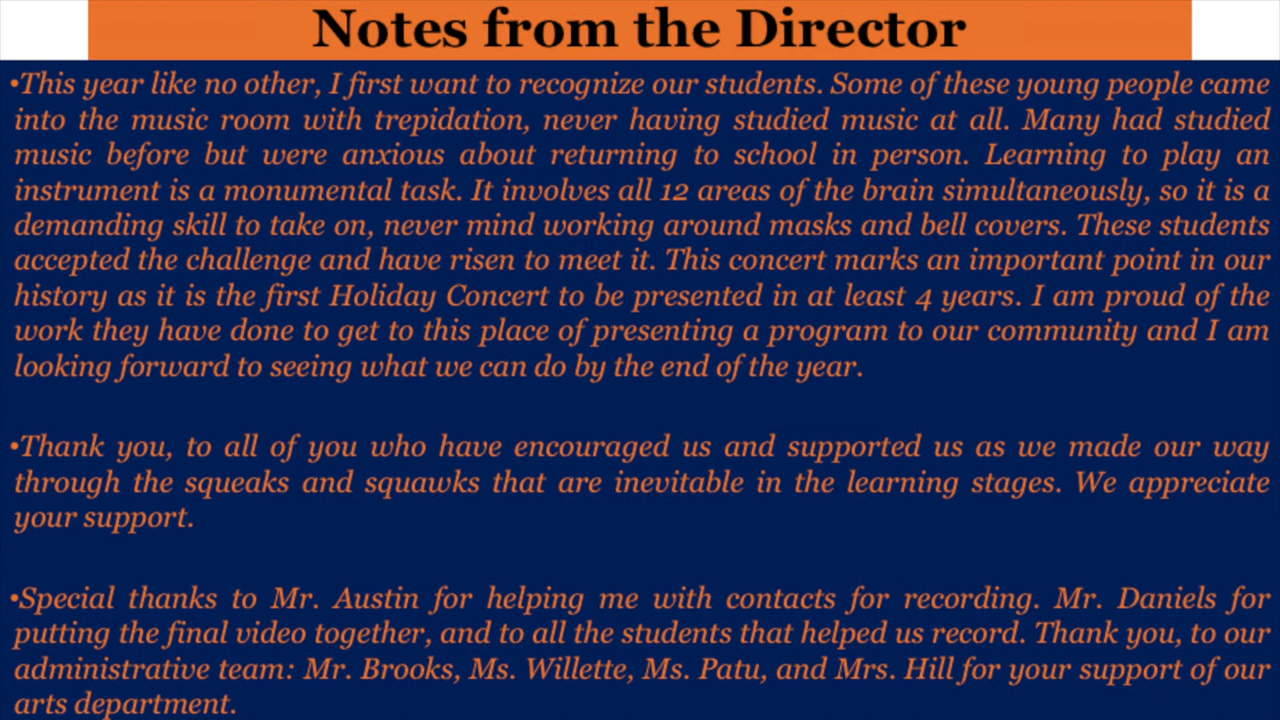 Notes from the Director
•This year like no other, I first want to recognize our students. Some of these young people came
into the music room with trepidation, never having studied music at all. Many had studied
music before but were anxious about returning to school in person. Learning to play an
instrument is a monumental task. It involves all 12 areas of the brain simultaneously, so it is a
demanding skill to take on, never mind working around masks and bell covers. These students
accepted the challenge and have risen to meet it. This concert marks an important point in our
history as it is the first Holiday Concert to be presented in at least 4 years. I am proud of the
work they have done to get to this place of presenting a program to our community and I am
looking forward to seeing what we can do by the end of the year.
•Thank you, to all of you who have encouraged us and supported us as we made our way
through the squeaks and squawks that are inevitable in the learning stages. We appreciate
your support.
•Special thanks to Mr. Austin for helping me with contacts for recording. Mr. Daniels for
putting the final video together, and to all the students that helped us record. Thank you, to our
administrative team: Mr. Brooks, Ms. Willette, Ms. Patu, and Mrs. Hill for your support of our
arts department.